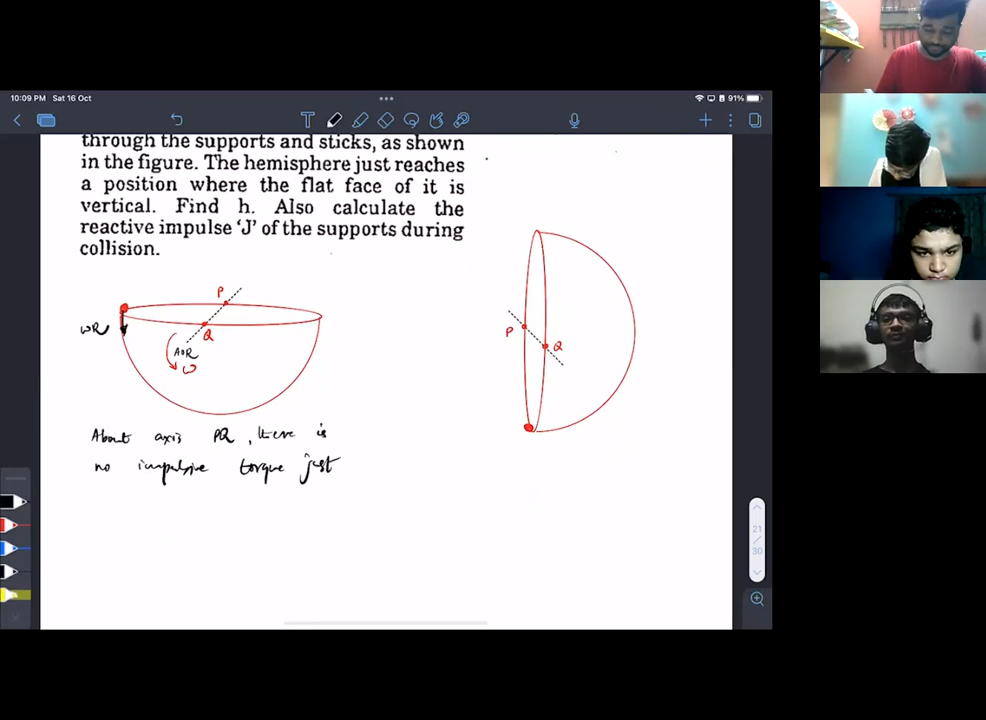 10:09 PM Sat 16 Oct
91%
through the supports and sticks, as shown
in the figure. The hemisphere just reaches
a position where the flat face of it is
vertical. Find h. Also calculate the
reactive impulse 'J' of the supports during
collision.
P
Q
ωR
AOR
ω
P
Q
About axis PQ, there is
no impulsive torque just
21
/
30